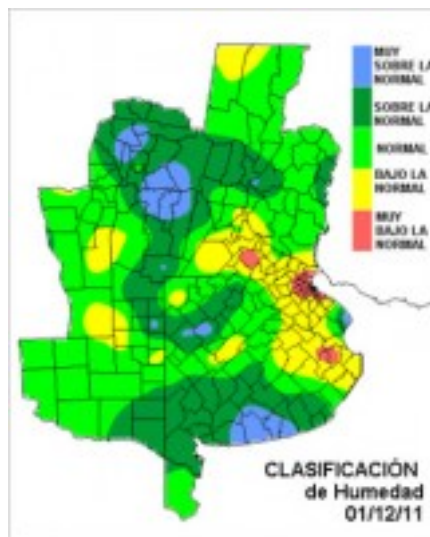 MUY
SOBRE LA
NORMAL
SOBRE LA
NORMAL
NORMAL
BAJO LA
NORMAL
MUY
BAJO LA
NORMAL
CLASIFICACIÓN
de Humedad
01/12/11